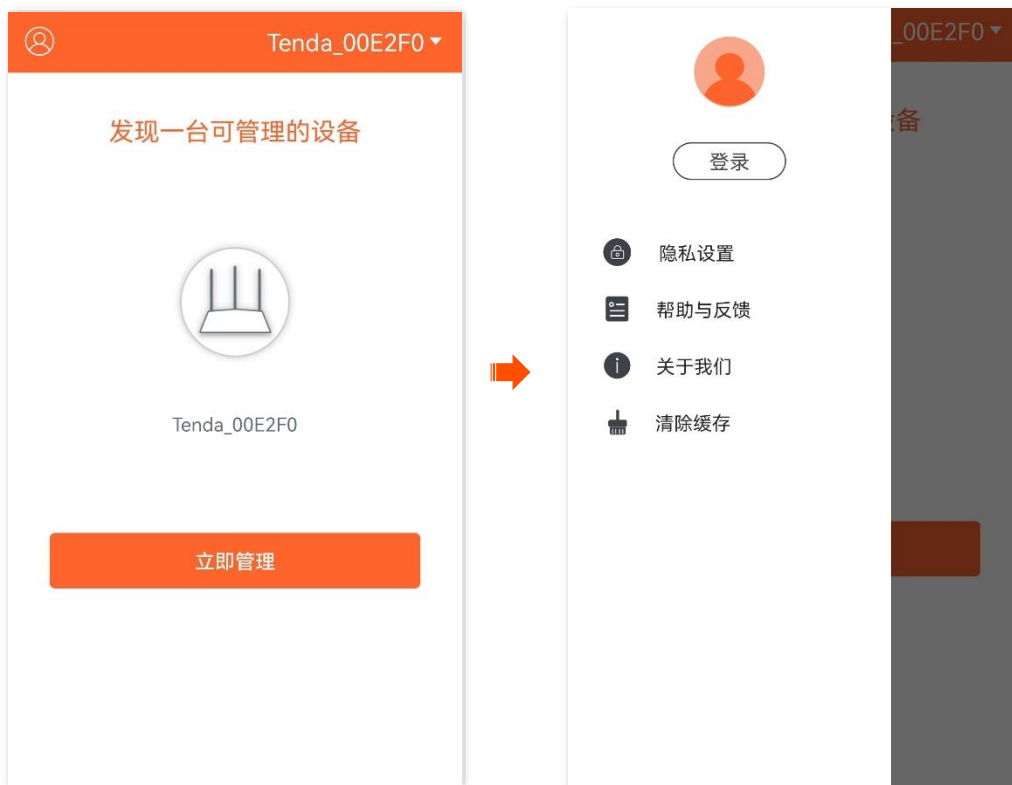 Tenda_00E2F0
发现一台可管理的设备
Tenda_00E2F0
立即管理
登录
隐私设置
帮助与反馈
关于我们
清除缓存
_00E2F0
备